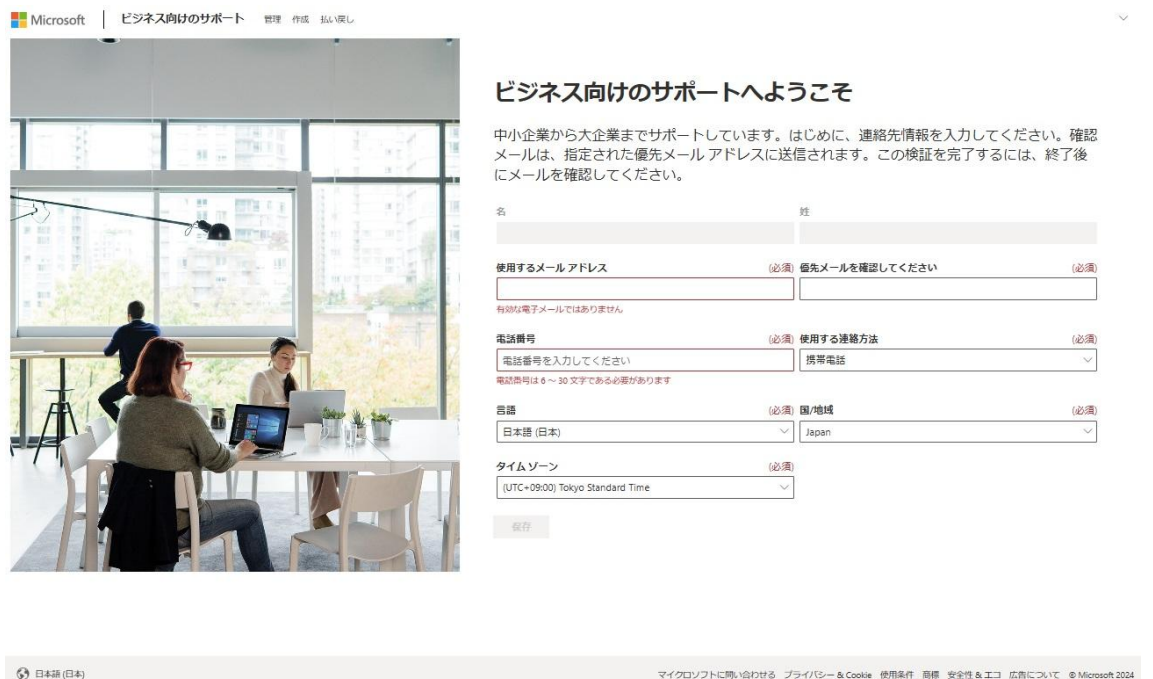 Microsoft ビジネス向けのサポート 管理 作成 払い戻し
ビジネス向けのサポートへようこそ
中小企業から大企業までサポートしています。はじめに、連絡先情報を入力してください。確認
メールは、指定された優先メール アドレスに送信されます。この検証を完了するには、終了後
にメールを確認してください。
名 姓
使用するメール アドレス (必須) 優先メールを確認してください (必須)
有効な電子メールではありません
電話番号 (必須) 使用する連絡方法 (必須)
電話番号を入力してください 携帯電話
電話番号は 6 ～ 30 文字である必要があります
言語 (必須) 国/地域 (必須)
日本語 (日本) Japan
タイム ゾーン (必須)
(UTC+09:00) Tokyo Standard Time
保存
日本語 (日本) マイクロソフトに問い合わせる プライバシー & Cookie 使用条件 商標 安全性 & エコ 広告について © Microsoft 2024